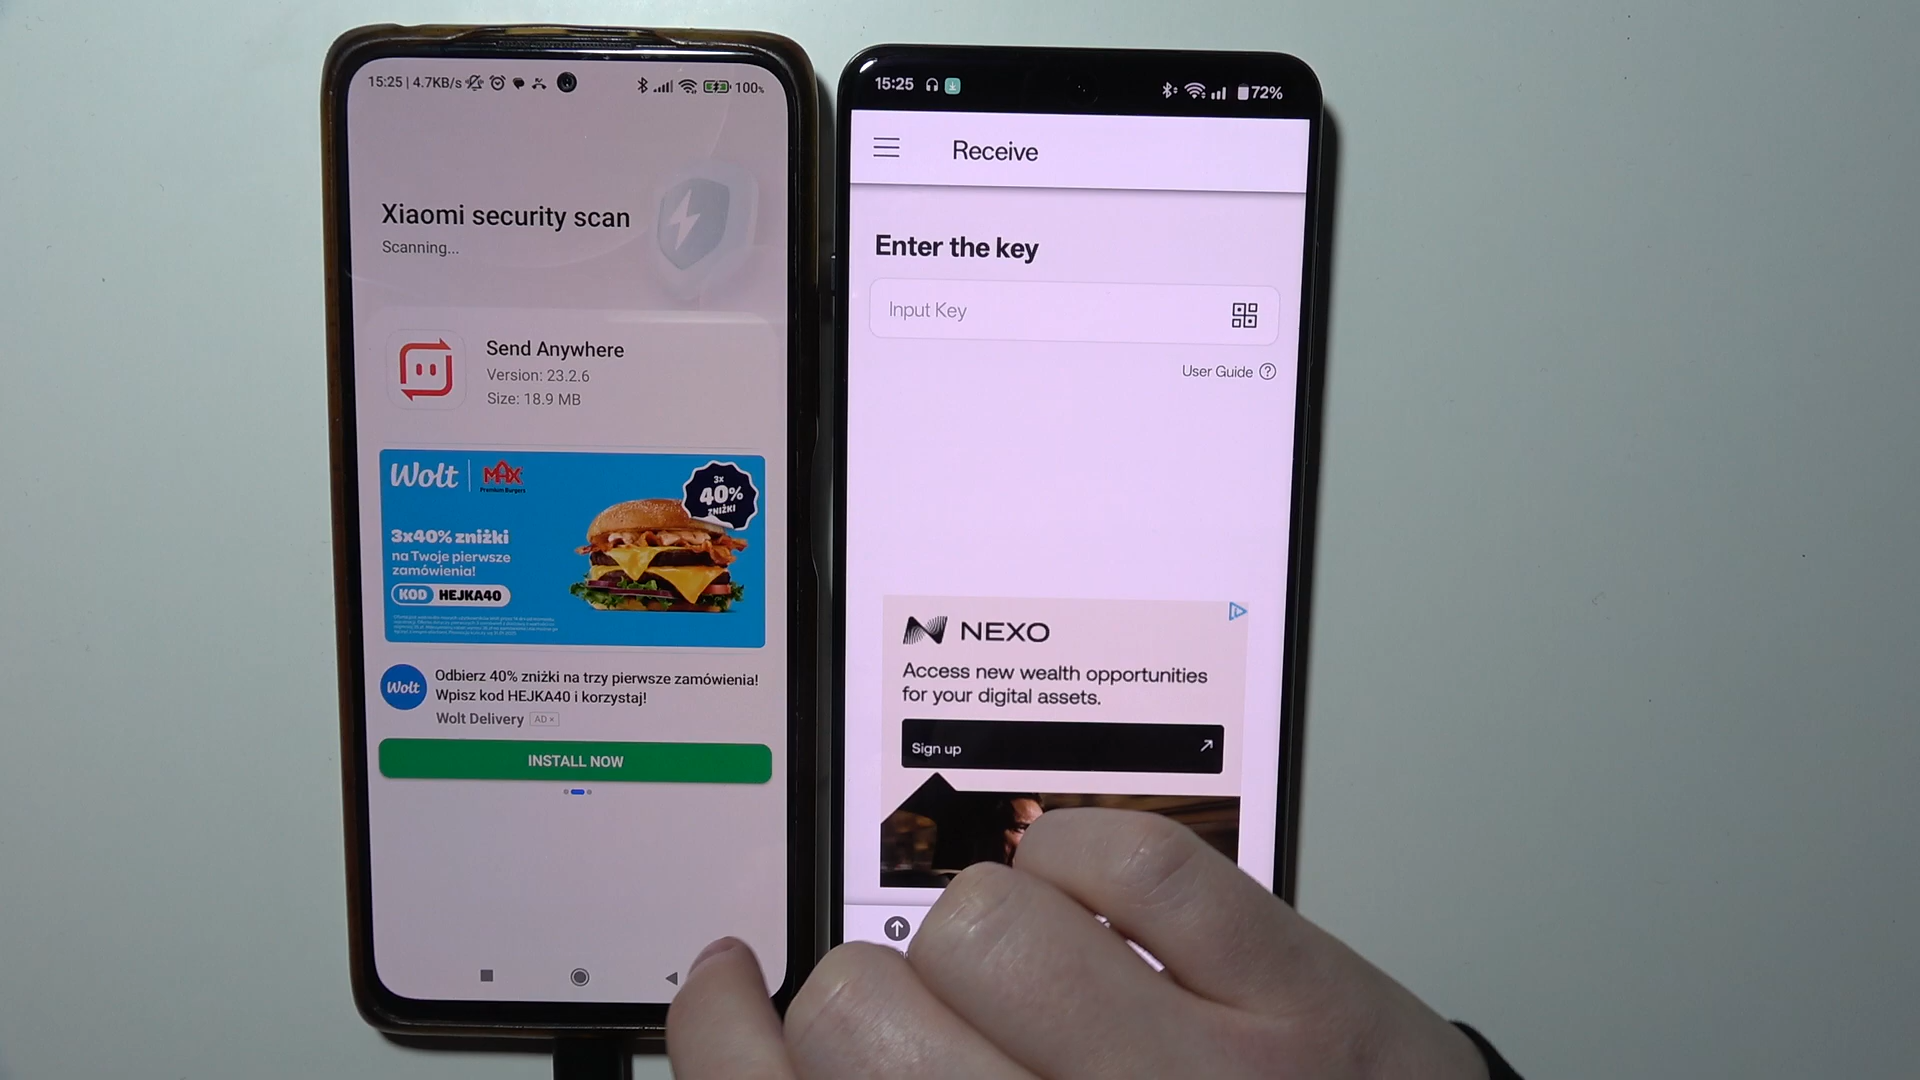 15:25 | 4.7KB/s
100%
Xiaomi security scan
Scanning...
Send Anywhere
Version: 23.2.6
Size: 18.9 MB
Wolt MAX
Premium Burgers
3x
40%
ZNIŻKI
3x40% zniżki
na Twoje pierwsze
zamówienia!
KOD HEJKA40
Wolt
Odbierz 40% zniżki na trzy pierwsze zamówienia!
Wpisz kod HEJKA40 i korzystaj!
Wolt Delivery AD ×
INSTALL NOW
15:25
72%
Receive
Enter the key
Input Key
User Guide ?
NEXO
Access new wealth opportunities
for your digital assets.
Sign up